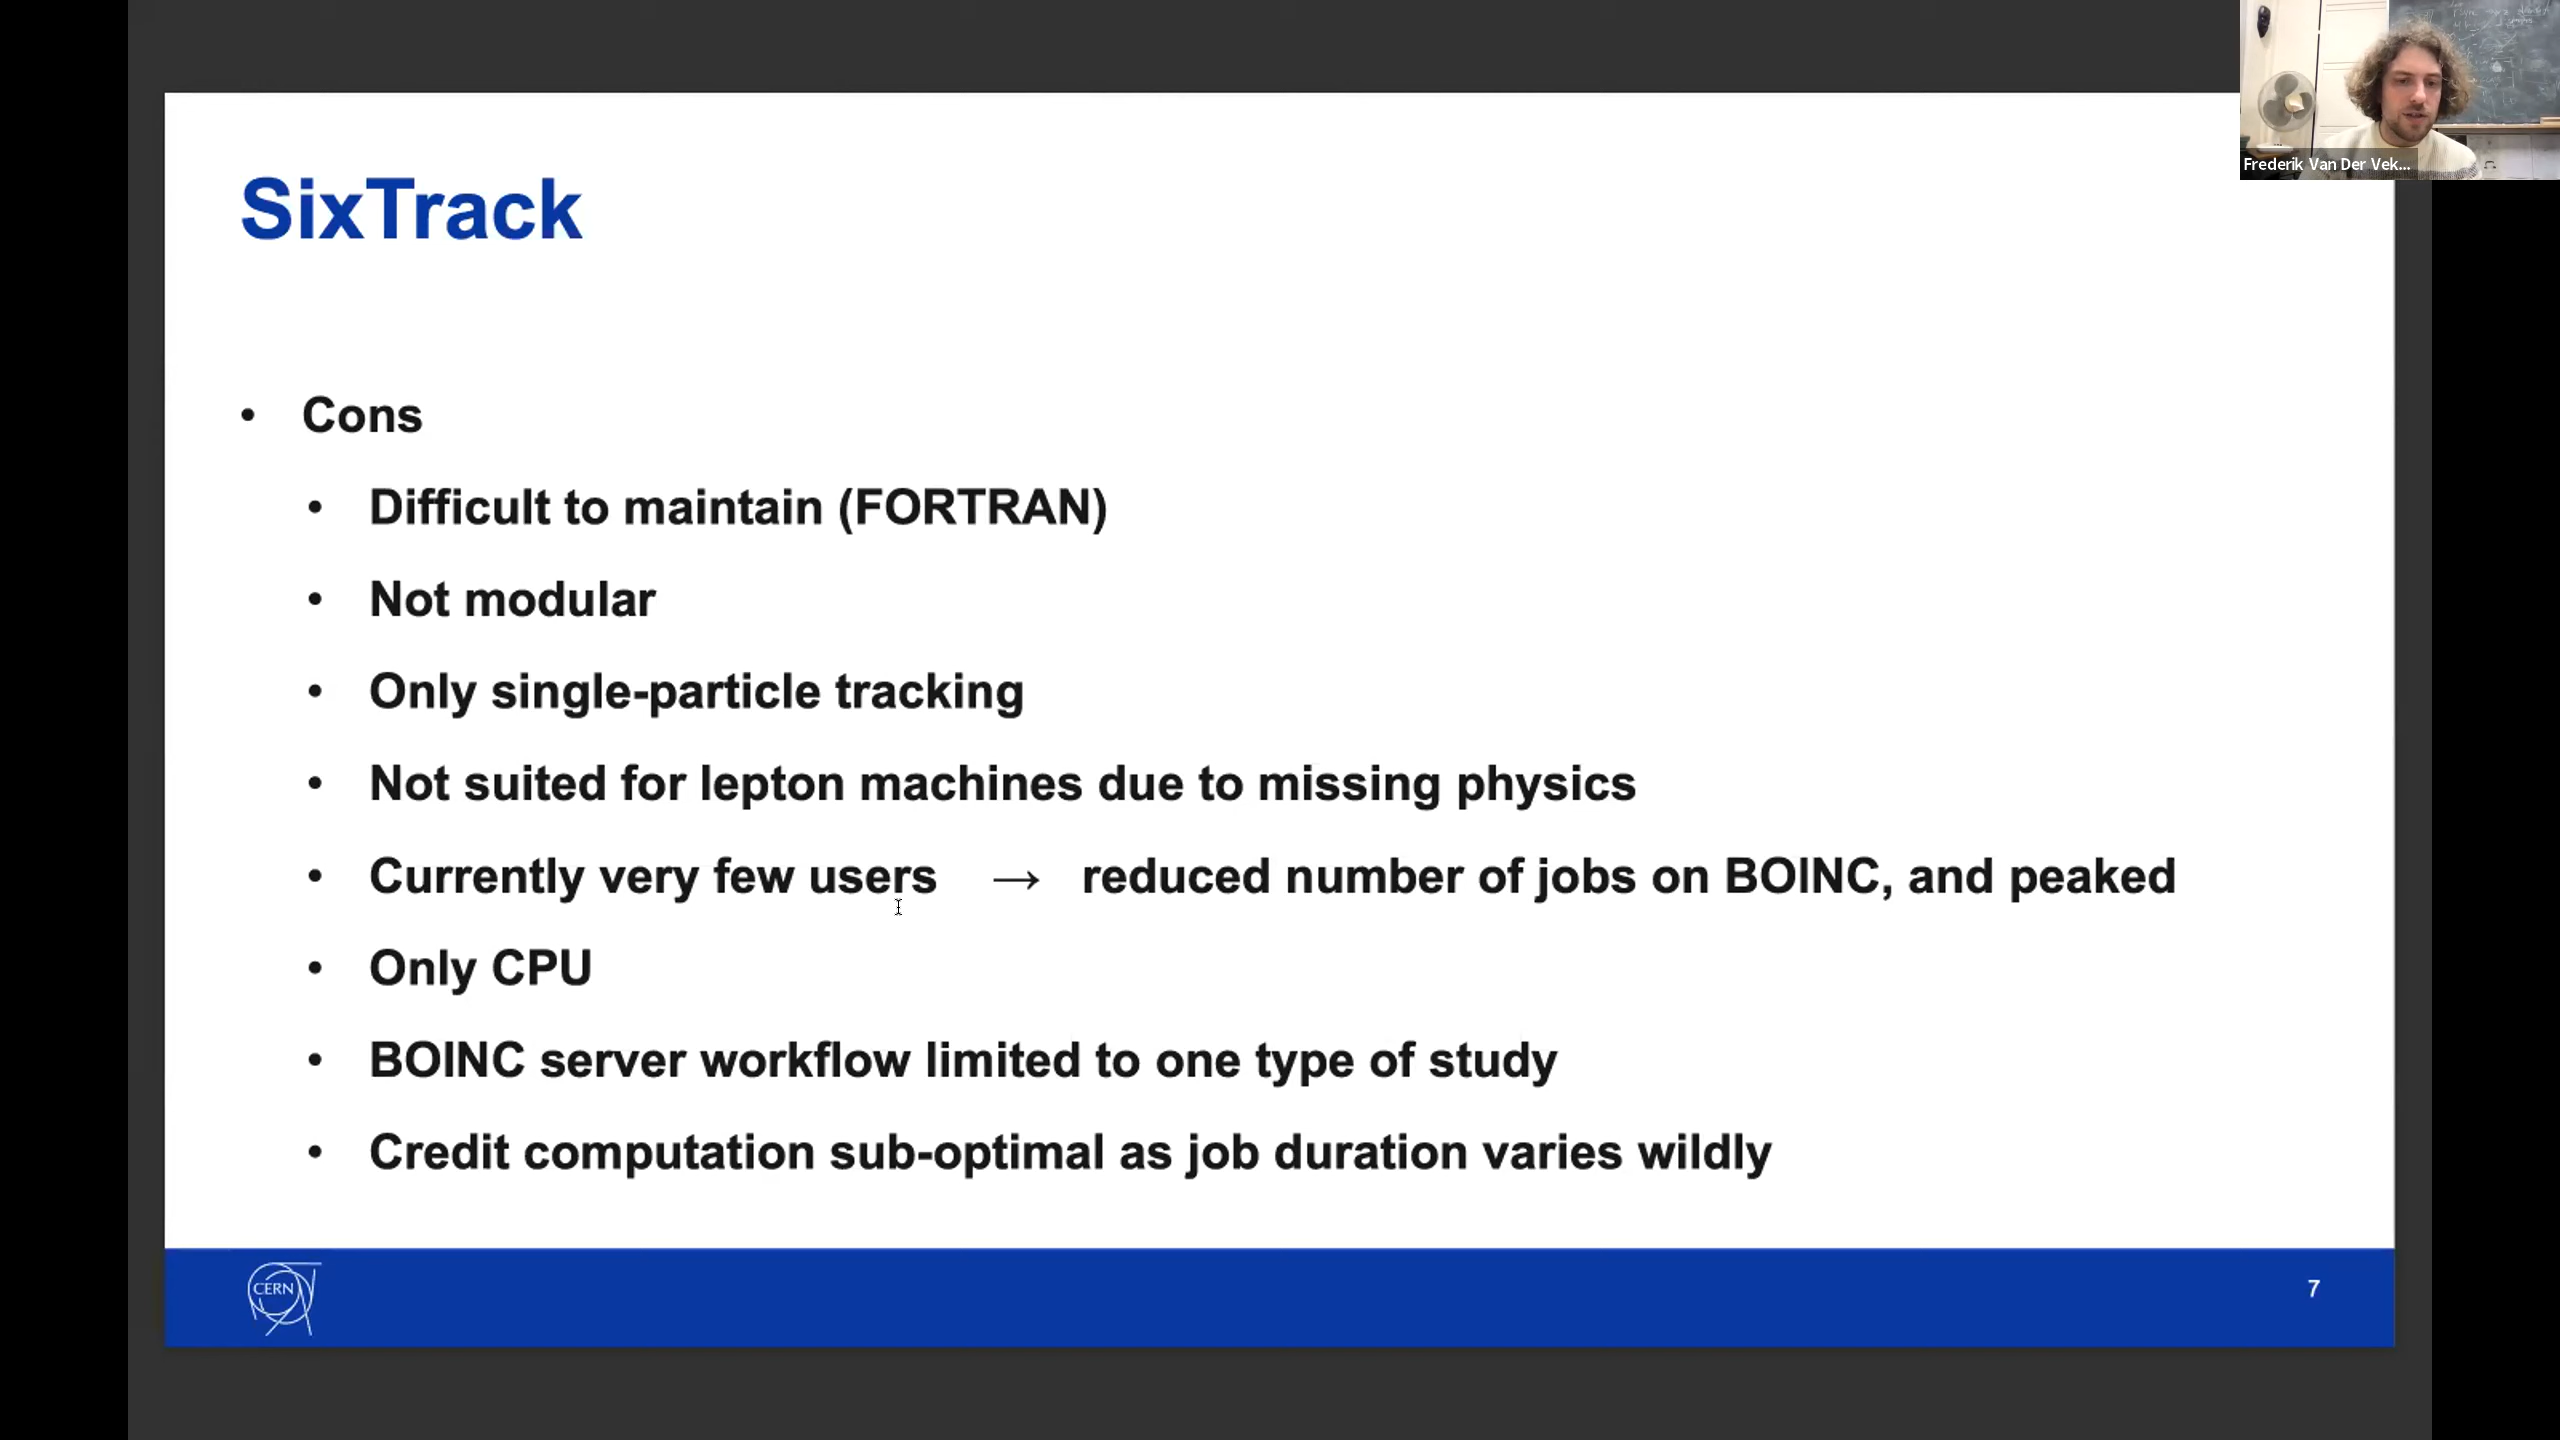 Frederik Van Der Vek...
SixTrack
• Cons
• Difficult to maintain (FORTRAN)
• Not modular
• Only single-particle tracking
• Not suited for lepton machines due to missing physics
• Currently very few users → reduced number of jobs on BOINC, and peaked
• Only CPU
• BOINC server workflow limited to one type of study
• Credit computation sub-optimal as job duration varies wildly
CERN
7